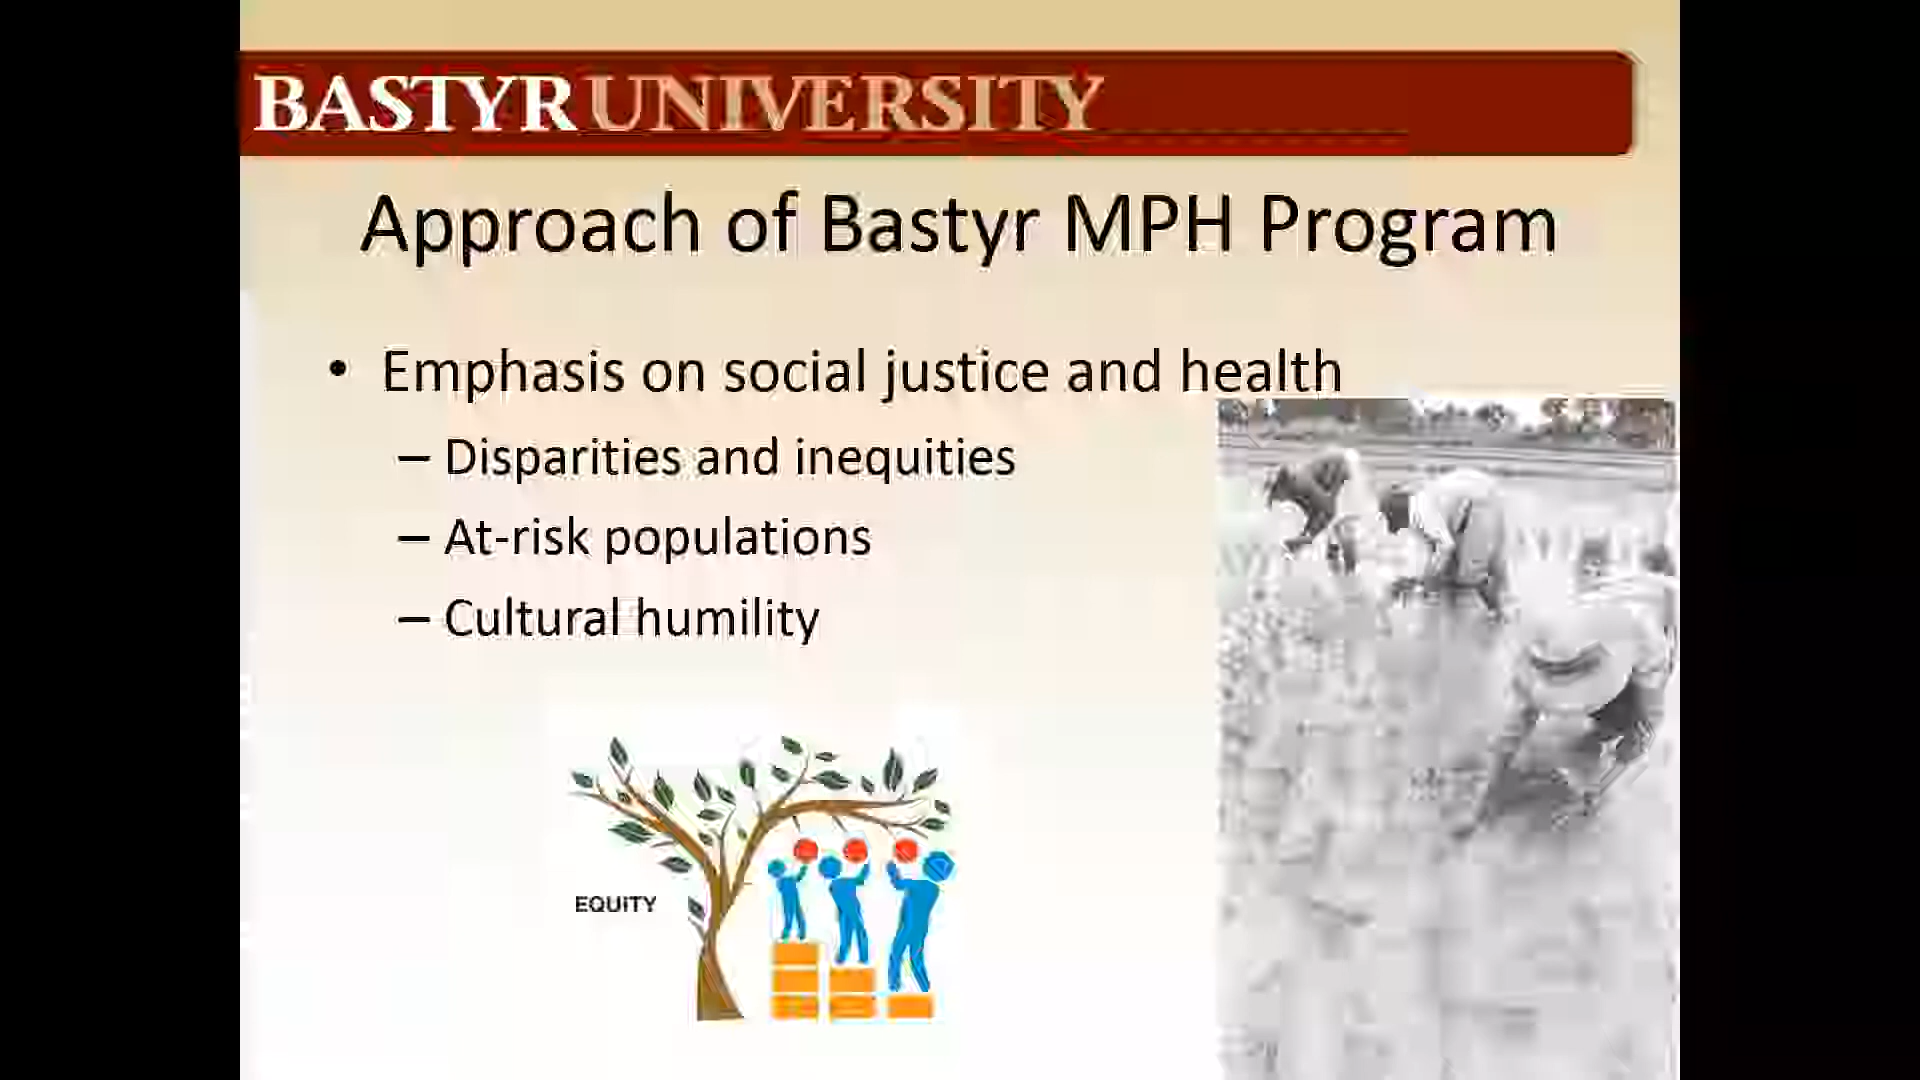 BASTYR UNIVERSITY
Approach of Bastyr MPH Program
• Emphasis on social justice and health
– Disparities and inequities
– At-risk populations
– Cultural humility
EQUITY